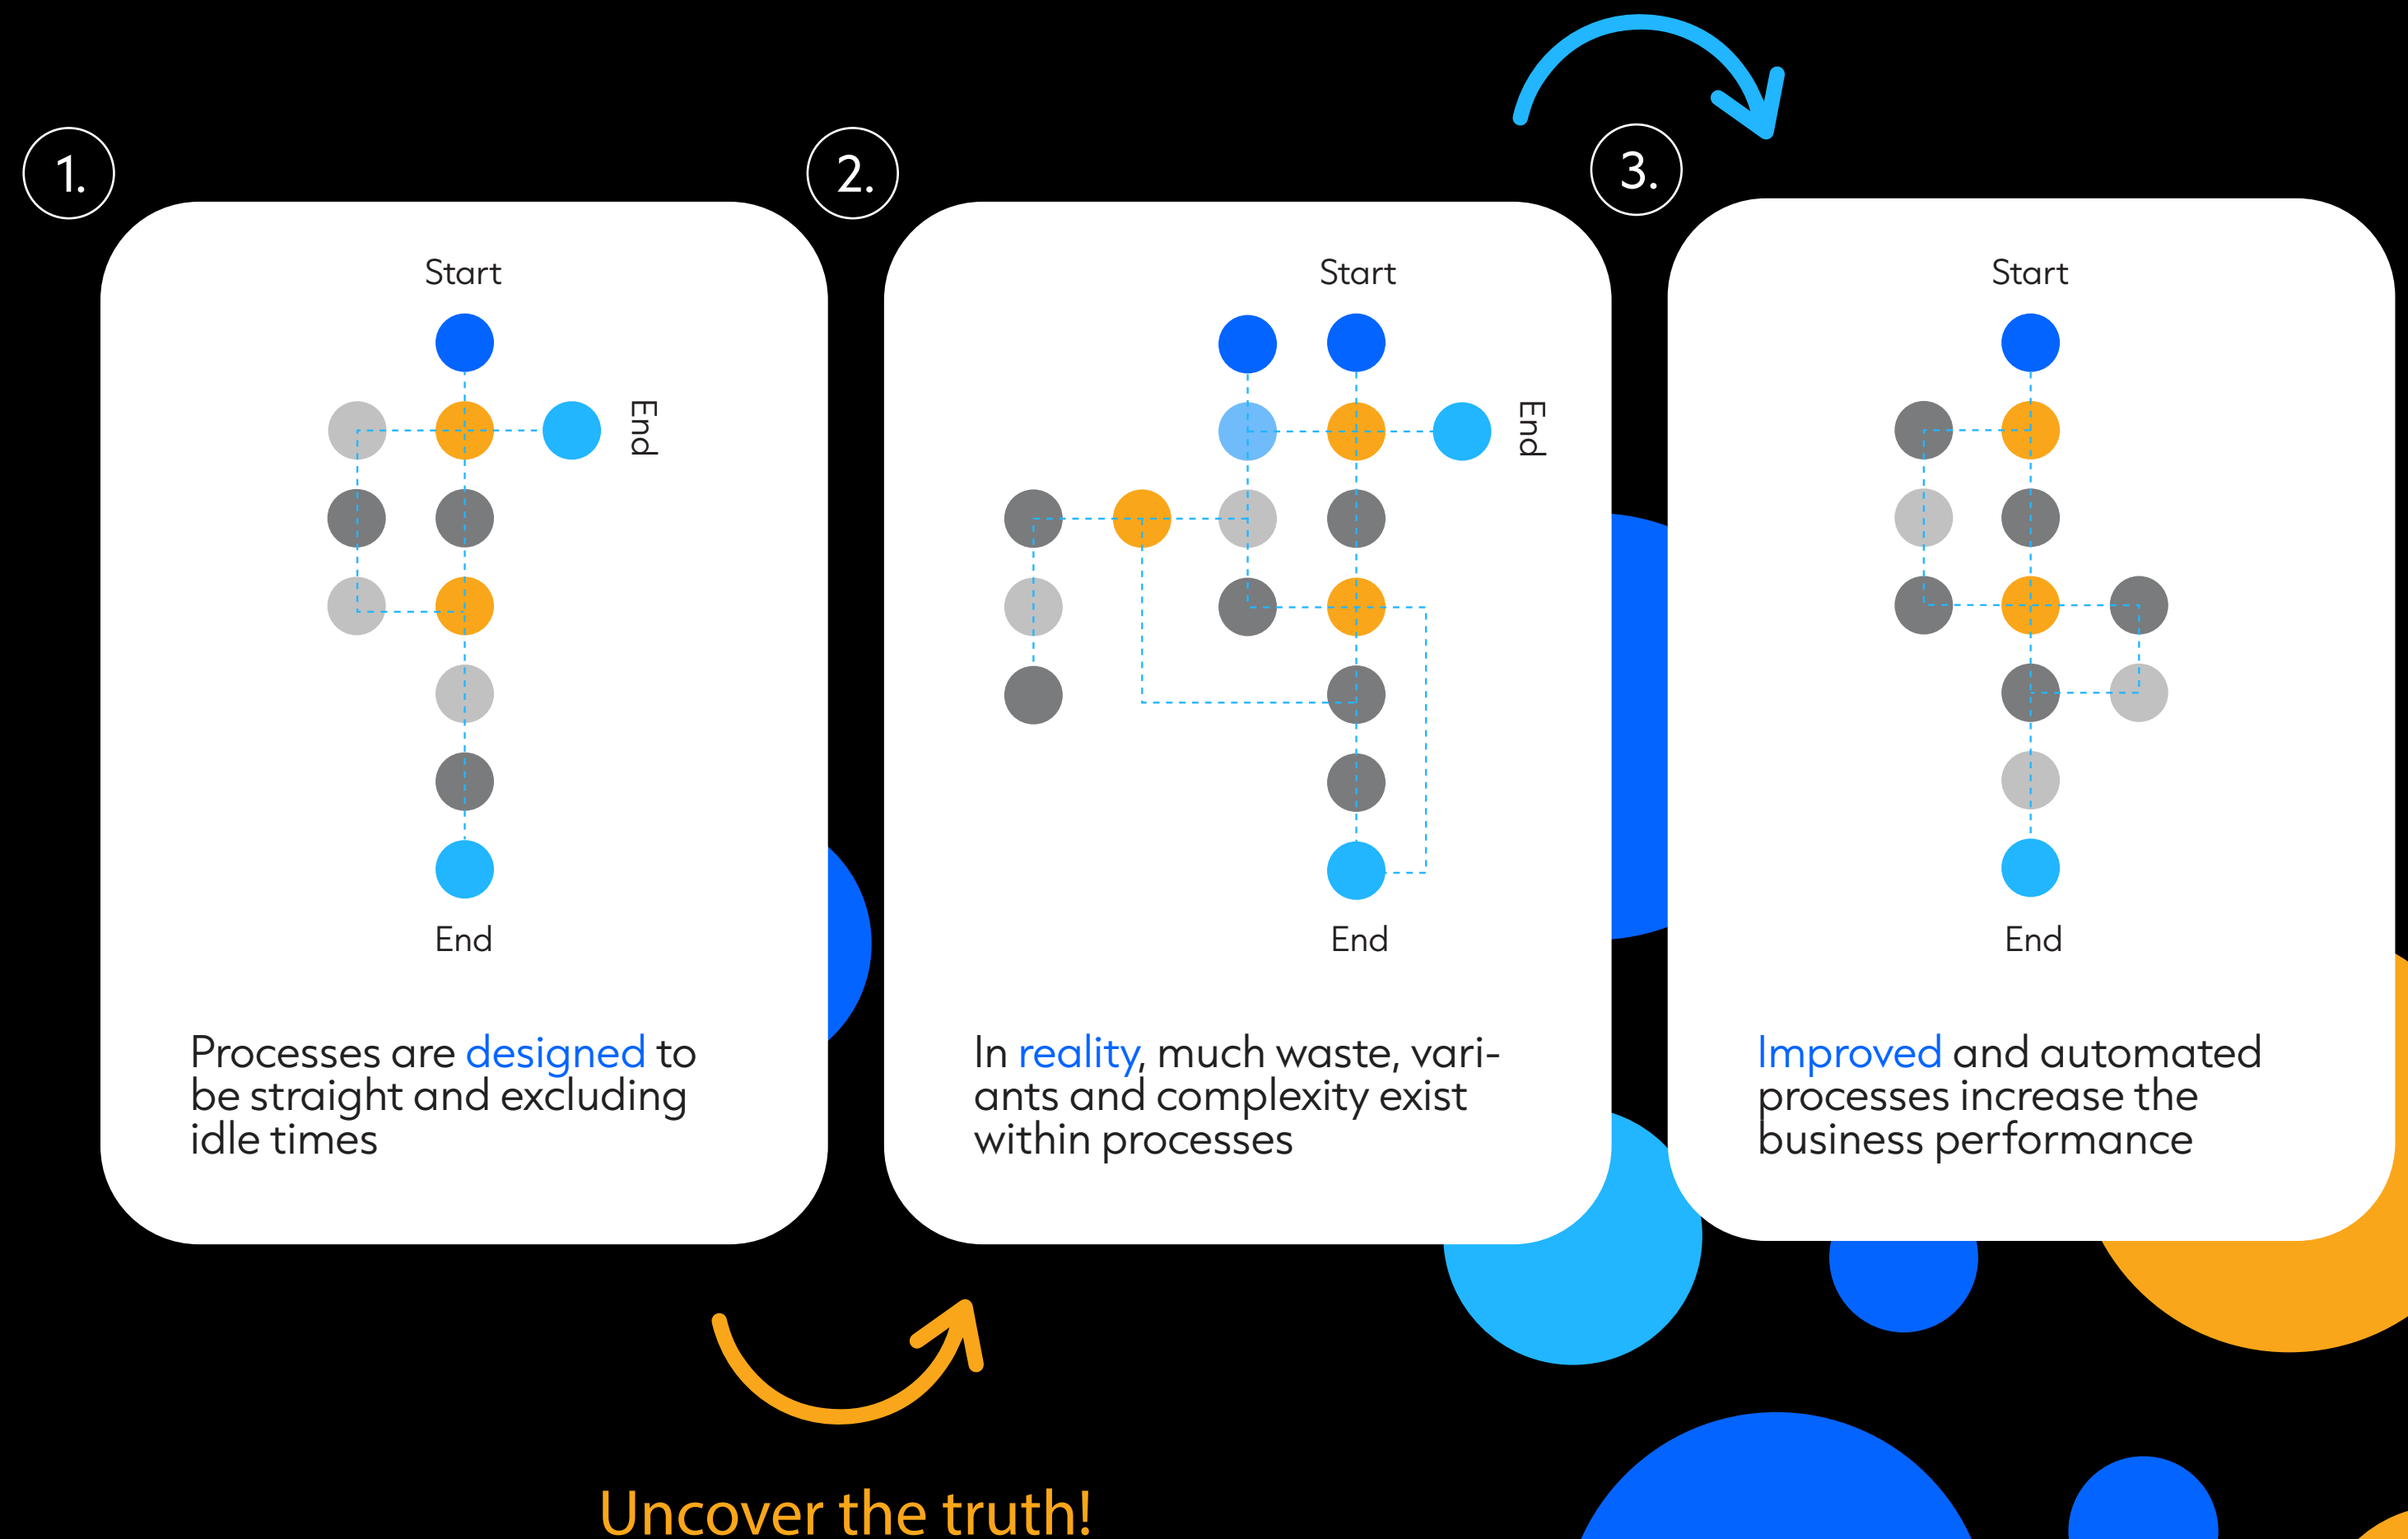 1.
Start
End
End
Processes are designed to
be straight and excluding
idle times
2.
Start
End
End
In reality, much waste, vari-
ants and complexity exist
within processes
3.
Start
End
Improved and automated
processes increase the
business performance
Uncover the truth!